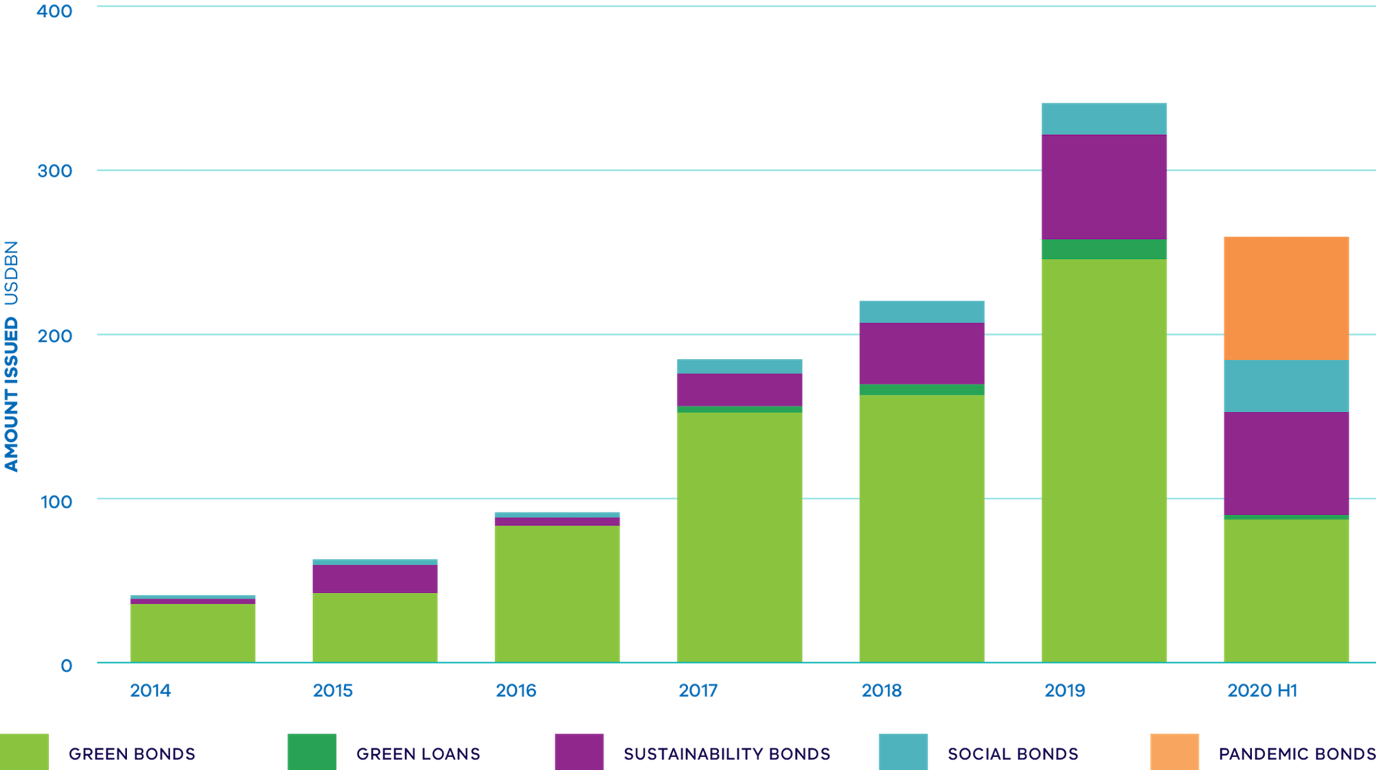 400
300
200
100
0
AMOUNT ISSUED USDBN
2014 2015 2016 2017 2018 2019 2020 H1
GREEN BONDS GREEN LOANS SUSTAINABILITY BONDS SOCIAL BONDS PANDEMIC BONDS